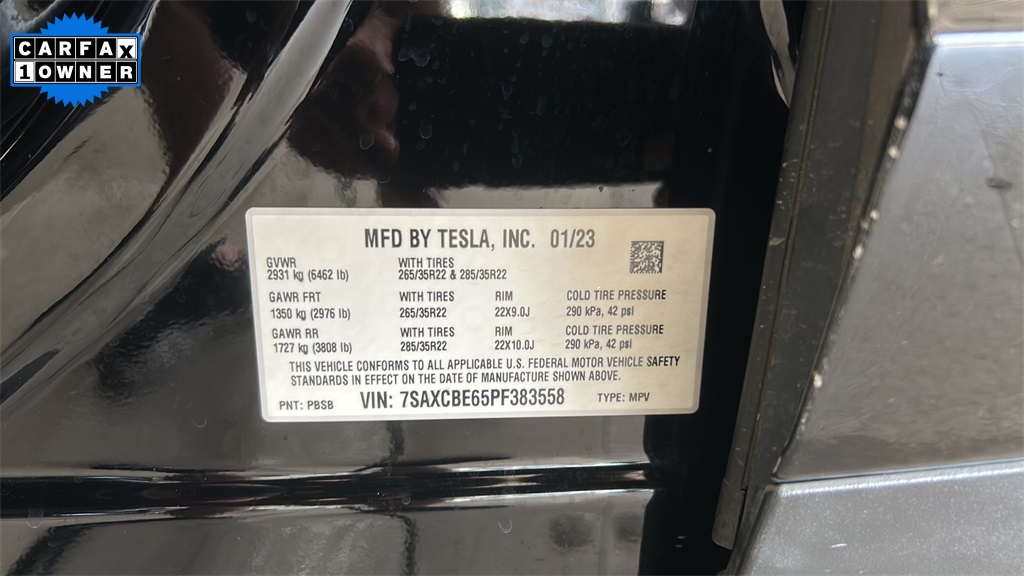 CARFAX
1 OWNER
MFD BY TESLA, INC. 01/23
GVWR WITH TIRES
2931 kg (6462 lb) 265/35R22 & 285/35R22
GAWR FRT WITH TIRES RIM COLD TIRE PRESSURE
1350 kg (2976 lb) 265/35R22 22X9.0J 290 kPa, 42 psi
GAWR RR WITH TIRES RIM COLD TIRE PRESSURE
1727 kg (3808 lb) 285/35R22 22X10.0J 290 kPa, 42 psi
THIS VEHICLE CONFORMS TO ALL APPLICABLE U.S. FEDERAL MOTOR VEHICLE SAFETY
STANDARDS IN EFFECT ON THE DATE OF MANUFACTURE SHOWN ABOVE.
PNT: PBSB VIN: 7SAXCBE65PF383558 TYPE: MPV